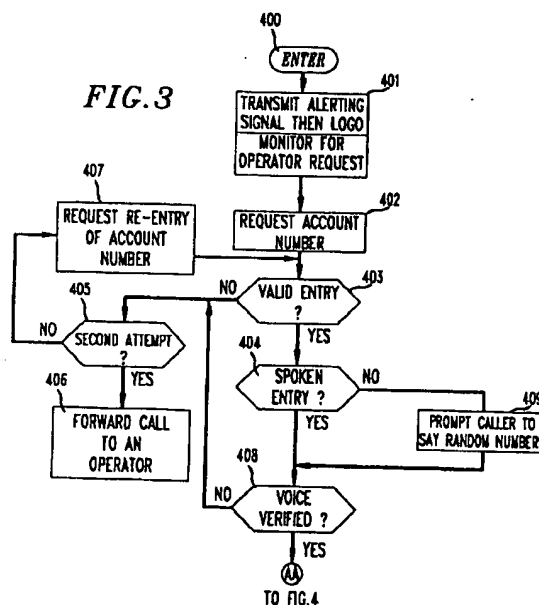 400
ENTER
FIG.3
401
TRANSMIT ALERTING
SIGNAL THEN LOGO
MONITOR FOR
OPERATOR REQUEST
407
REQUEST RE-ENTRY
OF ACCOUNT
NUMBER
402
REQUEST ACCOUNT
NUMBER
403
NO
VALID ENTRY
?
YES
405
NO
SECOND ATTEMPT
?
YES
404
SPOKEN
ENTRY ?
NO
YES
406
FORWARD CALL
TO AN
OPERATOR
409
PROMPT CALLER TO
SAY RANDOM NUMBER
408
NO
VOICE
VERIFIED ?
YES
AA
TO FIG.4